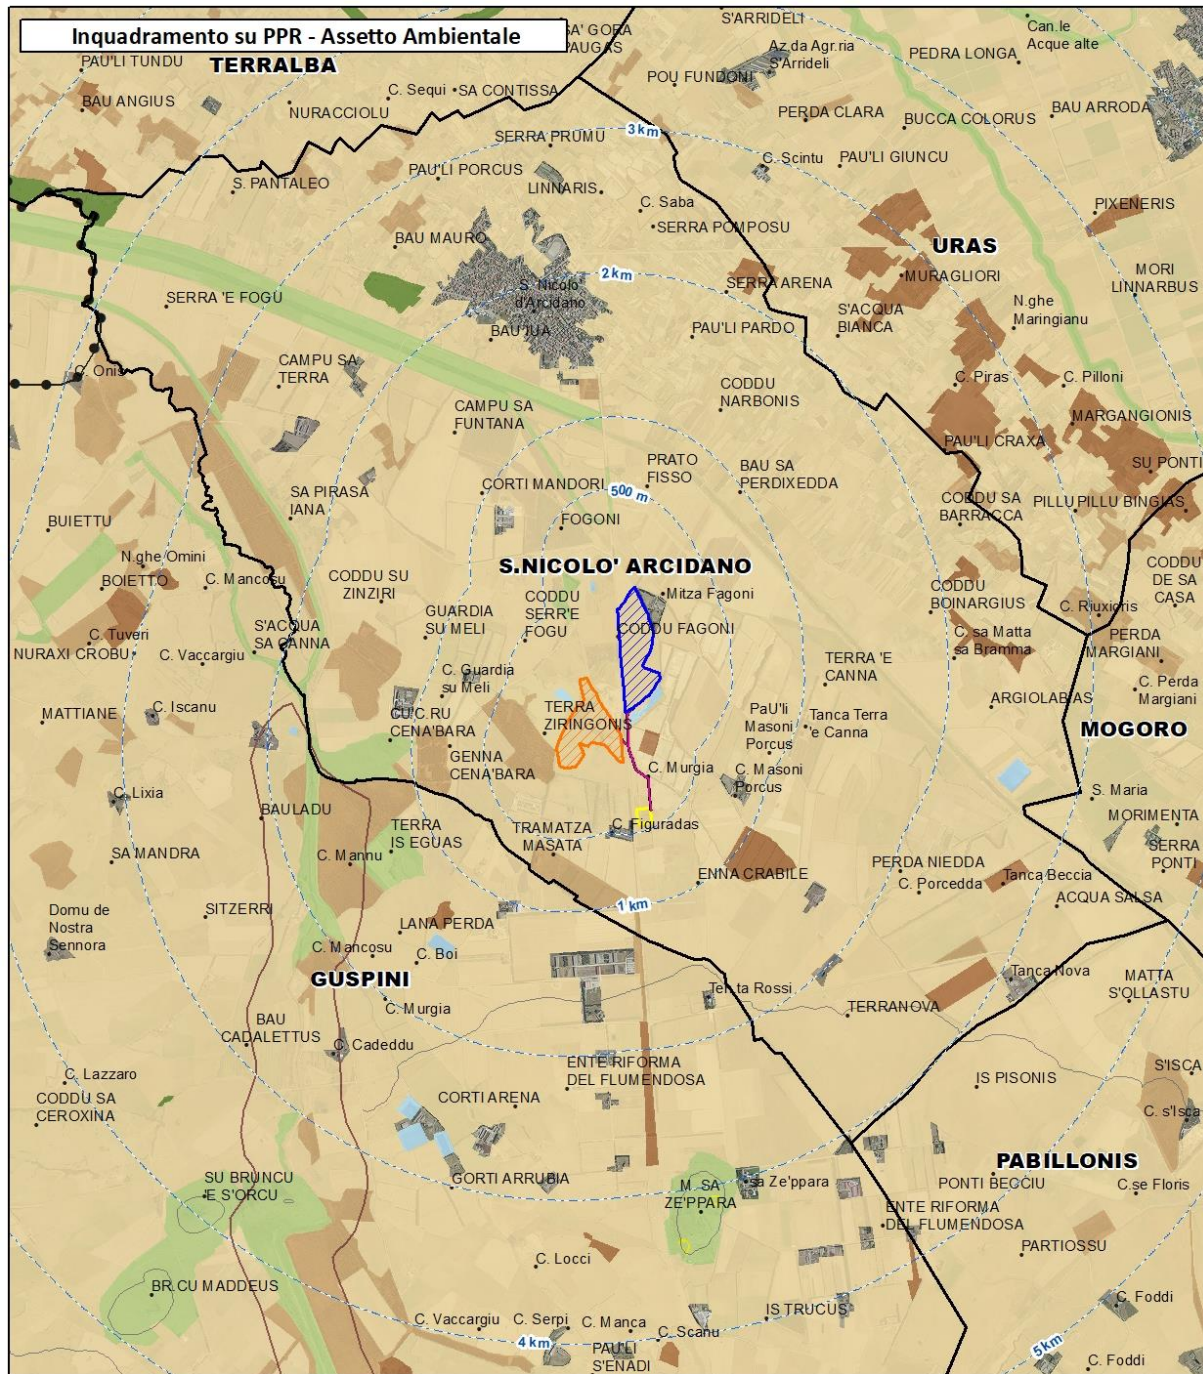 Inquadramento su PPR - Assetto Ambientale
S'ARRIDELI
Can.le
Acque alte
SA' GORA
PAUGAS
PAU'LI TUNDU
TERRALBA
Az.da Agr.ria
S'Arrideli
PEDRA LONGA
POU FUNDONI
C. Sequi
SA CONTISSA
BAU ANGIUS
NURACCIOLU
PERDA CLARA
BUCCA COLORUS
BAU ARRODA
3 km
SERRA PRUMU
C. Scintu
PAU'LI GIUNCU
PAU'LI PORCUS
S. PANTALEO
LINNARIS
C. Saba
SERRA POMPOSU
PIXENERIS
BAU MAURO
URAS
2 km
MURAGLIORI
MORI
LINNARBUS
S. Nicolo'
d'Arcidano
SERRA ARENA
SERRA 'E FOGU
S'ACQUA
BIANCA
N.ghe
Maringianu
BAU JUA
PAU'LI PARDO
C. Onis
CAMPU SA
TERRA
CODDU
NARBONIS
C. Piras
C. Pilloni
CAMPU SA
FUNTANA
MARGANGIONIS
PAU'LI CRAXA
PRATO
FISSO
BAU SA
PERDIXEDDA
SU PONTI
SA PIRASA
IANA
CORTI MANDORI
500 m
CODDU SA
BARRACCA
PILLU PILLU BINGIAS
BUIETTU
FOGONI
N.ghe Omini
BOIETTO
C. Mancosu
CODDU SU
ZINZIRI
S.NICOLO' ARCIDANO
CODDU
DE SA
CASA
CODDU
SERR'E
FOGU
Mitza Fagoni
CODDU
BOINARGIUS
C. Riuxioris
GUARDIA
SU MELI
CODDU FAGONI
C. Tuveri
NURAXI CROBU
S'ACQUA
SA CANNA
C. sa Matta
sa Bramma
PERDA
MARGIANI
C. Vaccargiu
C. Guardia
su Meli
TERRA 'E
CANNA
C. Perda
Margiani
MATTIANE
C. Iscanu
CU'C.RU
CENA'BARA
TERRA
ZIRINGONIS
PaU'li
Masoni
Porcus
Tanca Terra
e Canna
ARGIOLABIAS
MOGORO
GENNA
CENA'BARA
C. Murgia
C. Masoni
Porcus
C. Lixia
S. Maria
BAULADU
TERRA
IS EGUAS
TRAMATZA
MASATA
C. Figuradas
MORIMENTA
SA MANDRA
C. Mannu
SERRA
PONTI
ENNA CRABILE
PERDA NIEDDA
Tanca Beccia
C. Porcedda
ACQUA SALSA
SITZERRI
1 km
Domu de
Nostra
Sennora
LANA PERDA
C. Mancosu
C. Boi
GUSPINI
Tanca Nova
MATTA
S'OLLASTU
Ten.ta Rossi
C. Murgia
TERRANOVA
BAU
CADALETTUS
C. Cadeddu
ENTE RIFORMA
DEL FLUMENDOSA
S'ISCA
C. Lazzaro
IS PISONIS
CODDU SA
CEROXINA
CORTI ARENA
C. s'Isca
PABILLONIS
SU BRUNCU
'E S'ORCU
GORTI ARRUBIA
M. SA
ZE'PPARA
sa Ze'ppara
PONTI BECCIU
C.se Floris
ENTE RIFORMA
DEL FLUMENDOSA
C. Locci
PARTIOSSU
BR.CU MADDEUS
C. Foddi
C. Vaccargiu
C. Serpi
C. Manca
C. Scanu
IS TRUCUS
4 km
5 km
PAU'LI
S'ENADI
C. Foddi